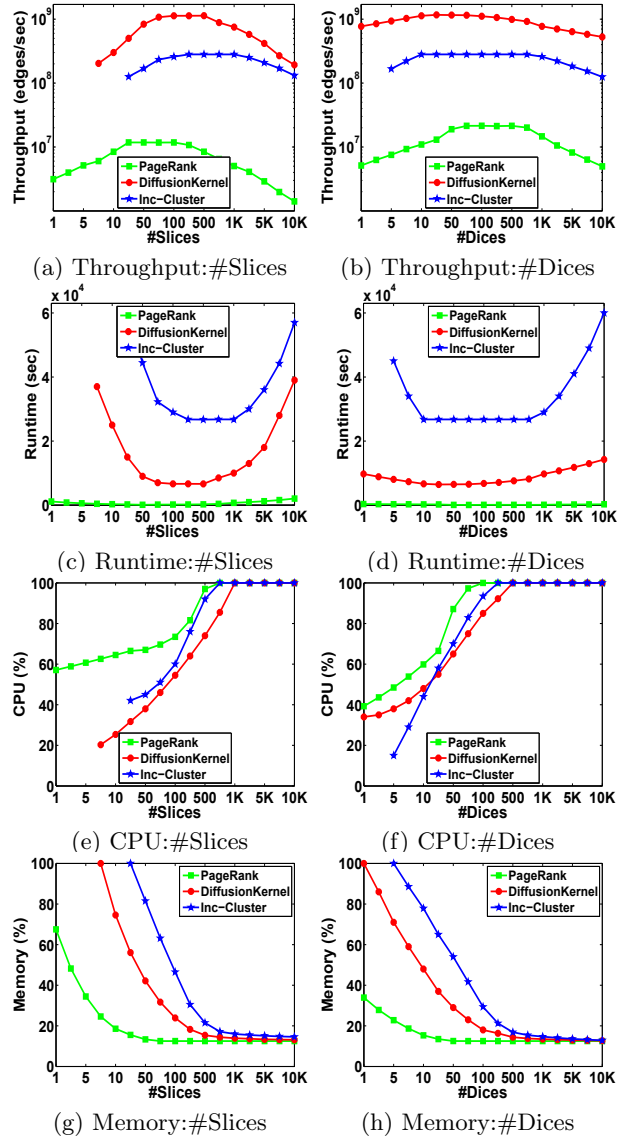 10^9
10^8
10^7
Throughput (edges/sec)
PageRank
DiffusionKernel
Inc-Cluster
1 5 10 50 100 500 1K 5K 10K
#Slices
(a) Throughput:#Slices
10^9
10^8
10^7
Throughput (edges/sec)
PageRank
DiffusionKernel
Inc-Cluster
1 5 10 50 100 500 1K 5K 10K
#Dices
(b) Throughput:#Dices
x 10^4
6
4
2
0
Runtime (sec)
PageRank
DiffusionKernel
Inc-Cluster
1 5 10 50 100 500 1K 5K 10K
#Slices
(c) Runtime:#Slices
x 10^4
6
4
2
0
Runtime (sec)
PageRank
DiffusionKernel
Inc-Cluster
1 5 10 50 100 500 1K 5K 10K
#Dices
(d) Runtime:#Dices
100
80
60
40
20
0
CPU (%)
PageRank
DiffusionKernel
Inc-Cluster
1 5 10 50 100 500 1K 5K 10K
#Slices
(e) CPU:#Slices
100
80
60
40
20
0
CPU (%)
PageRank
DiffusionKernel
Inc-Cluster
1 5 10 50 100 500 1K 5K 10K
#Dices
(f) CPU:#Dices
100
80
60
40
20
0
Memory (%)
PageRank
DiffusionKernel
Inc-Cluster
1 5 10 50 100 500 1K 5K 10K
#Slices
(g) Memory:#Slices
100
80
60
40
20
0
Memory (%)
PageRank
DiffusionKernel
Inc-Cluster
1 5 10 50 100 500 1K 5K 10K
#Dices
(h) Memory:#Dices